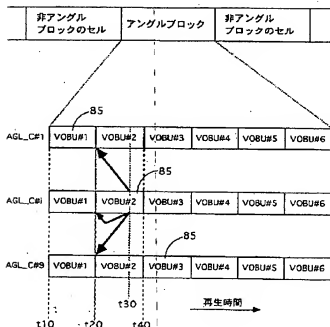 非アングル
ブロックのセル
アングルブロック
非アングル
ブロックのセル
85
AGL_C#1 VOBU#1 VOBU#2 VOBU#3 VOBU#4 VOBU#5 VOBU#6
85
AGL_C#i VOBU#1 VOBU#2 VOBU#3 VOBU#4 VOBU#5 VOBU#6
85
AGL_C#9 VOBU#1 VOBU#2 VOBU#3 VOBU#4 VOBU#5 VOBU#6
t30
再生時間
t10 t20 t40